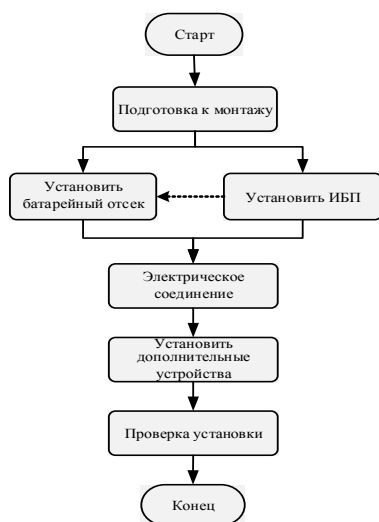 Старт
Подготовка к монтажу
Установить
батарейный отсек
Установить ИБП
Электрическое
соединение
Установить
дополнительные
устройства
Проверка установки
Конец